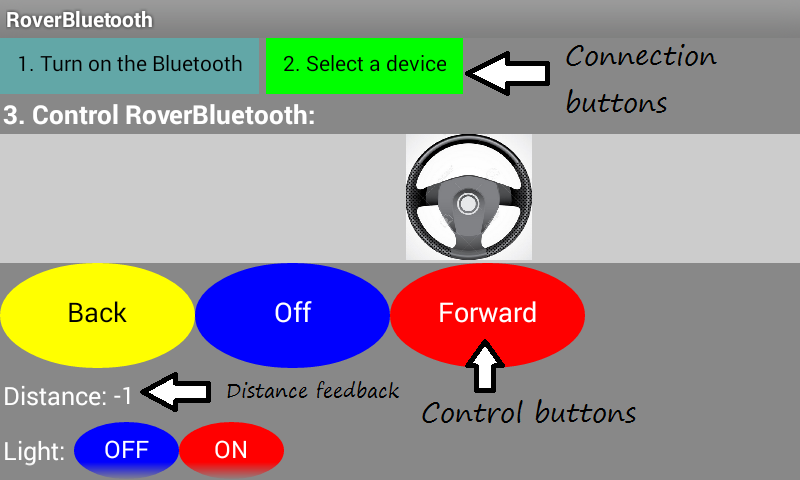 RoverBluetooth
1. Turn on the Bluetooth
2. Select a device
Connection
buttons
3. Control RoverBluetooth:
Back
Off
Forward
Distance: -1
Distance feedback
Control buttons
Light:
OFF
ON